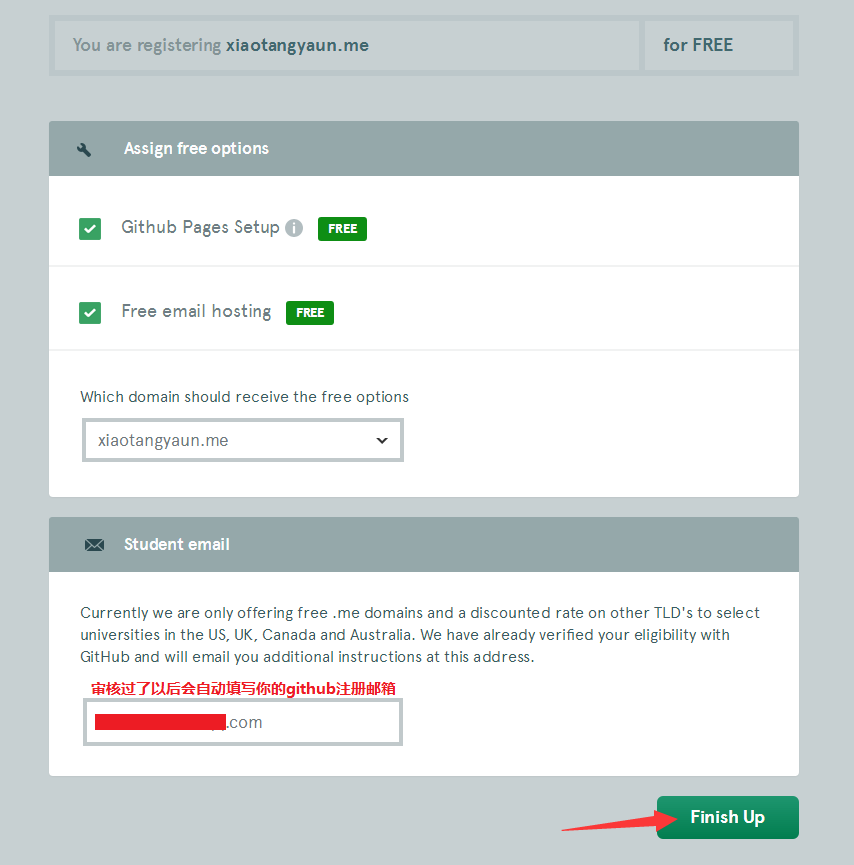 You are registering xiaotangyaun.me
for FREE
Assign free options
Github Pages Setup i FREE
Free email hosting FREE
Which domain should receive the free options
xiaotangyaun.me
Student email
Currently we are only offering free .me domains and a discounted rate on other TLD's to select
universities in the US, UK, Canada and Australia. We have already verified your eligibility with
GitHub and will email you additional instructions at this address.
审核过了以后会自动填写你的github注册邮箱
.com
Finish Up